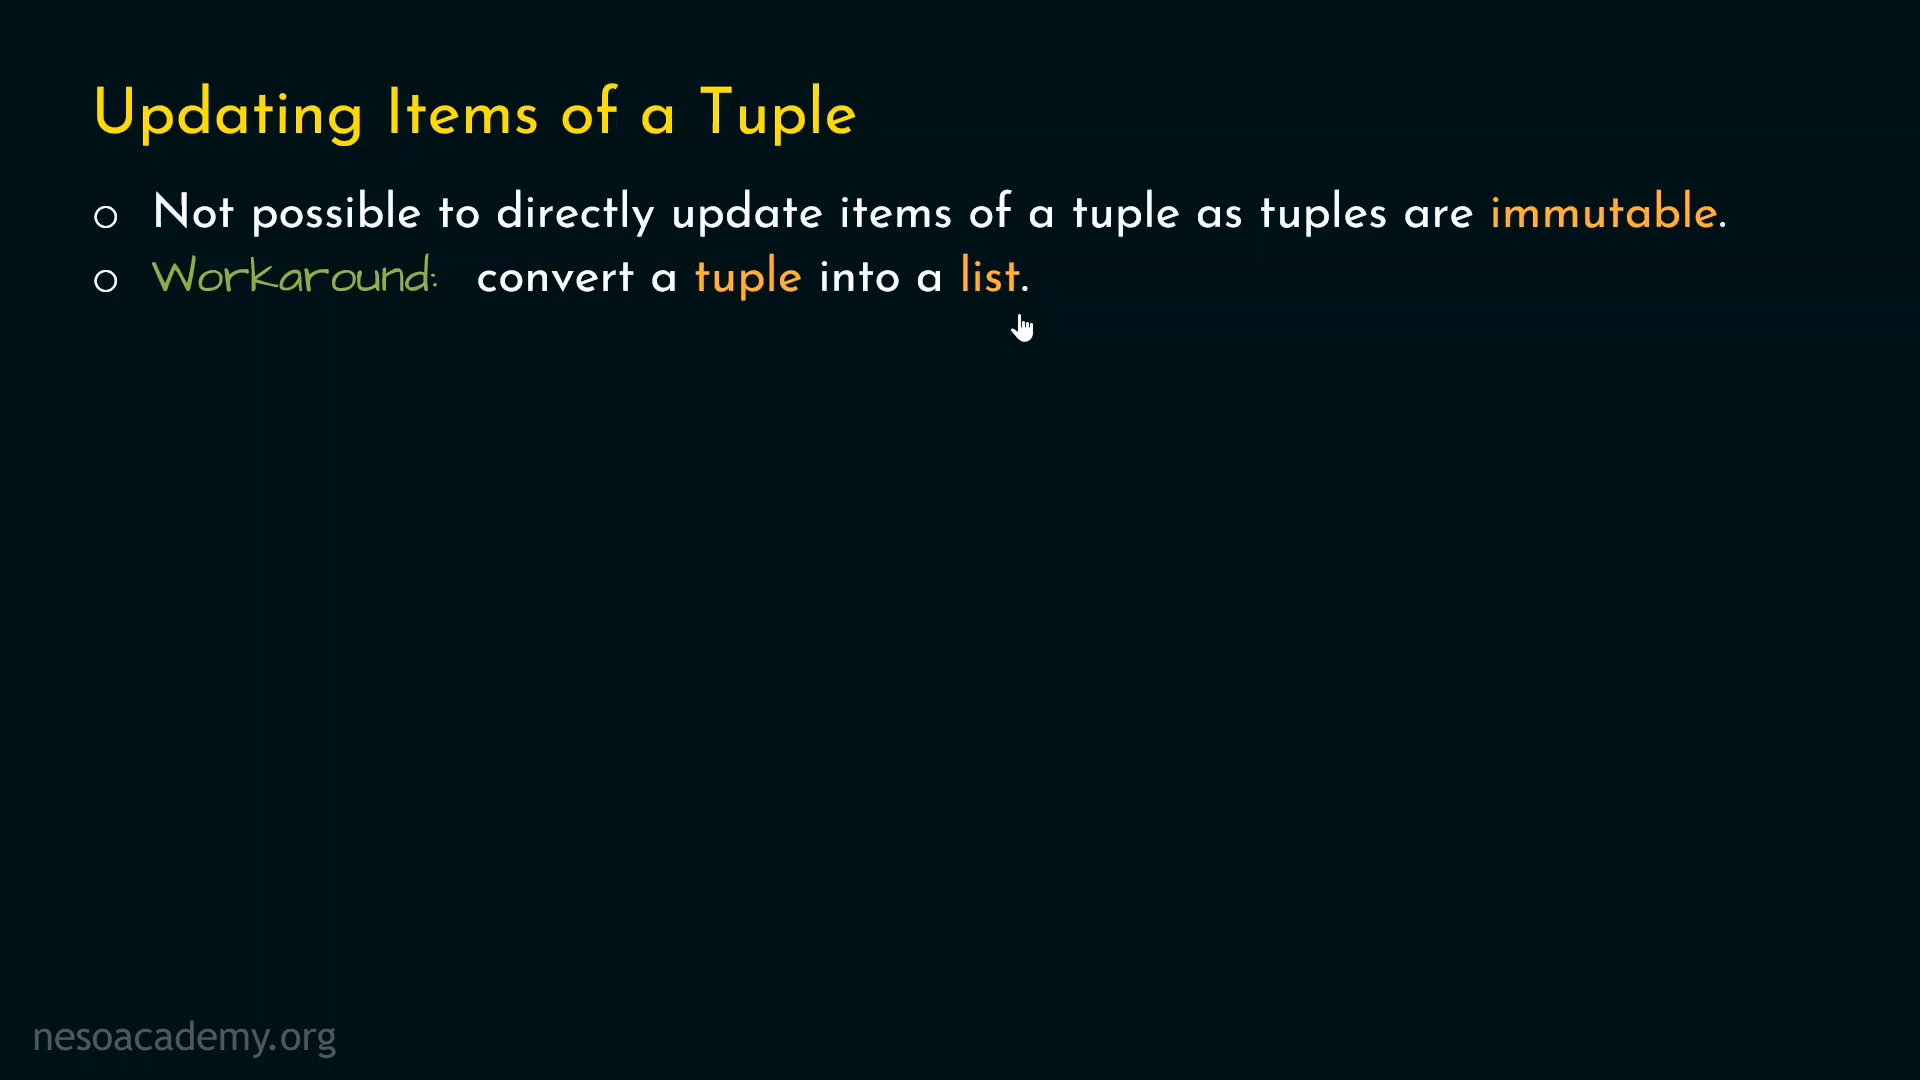 Updating Items of a Tuple
Not possible to directly update items of a tuple as tuples are immutable.
Workaround: convert a tuple into a list.
nesoacademy.org